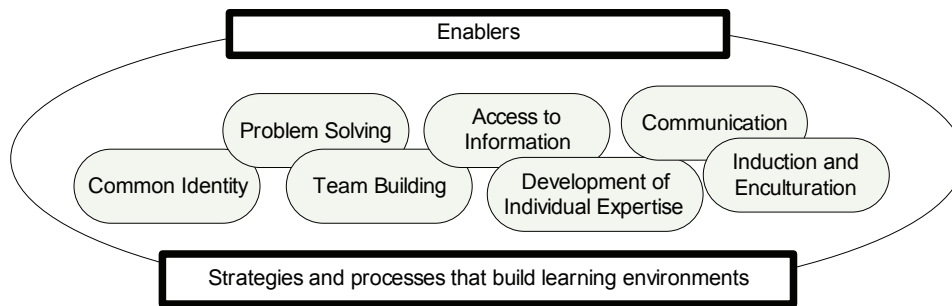 Enablers
Problem Solving
Access to
Information
Communication
Common Identity
Team Building
Development of
Individual Expertise
Induction and
Enculturation
Strategies and processes that build learning environments